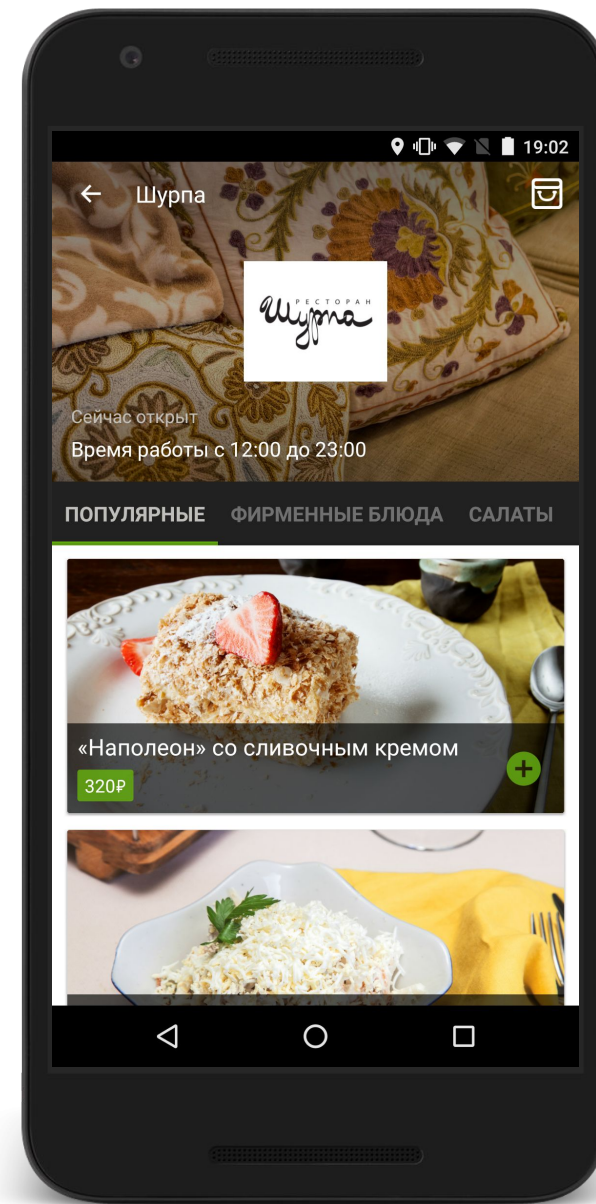 19:02
Шурпа
РЕСТОРАН
Шурпа
Сейчас открыт
Время работы с 12:00 до 23:00
ПОПУЛЯРНЫЕ ФИРМЕННЫЕ БЛЮДА САЛАТЫ
«Наполеон» со сливочным кремом
320₽